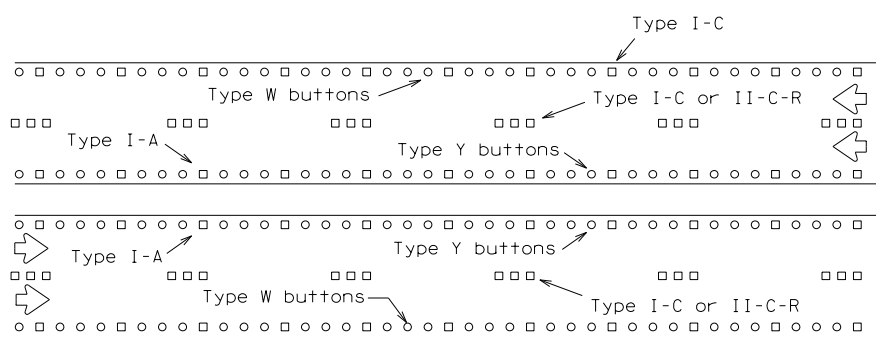 Type I-C
Type W buttons
Type I-C or II-C-R
Type I-A
Type Y buttons
Type I-A
Type Y buttons
Type W buttons
Type I-C or II-C-R